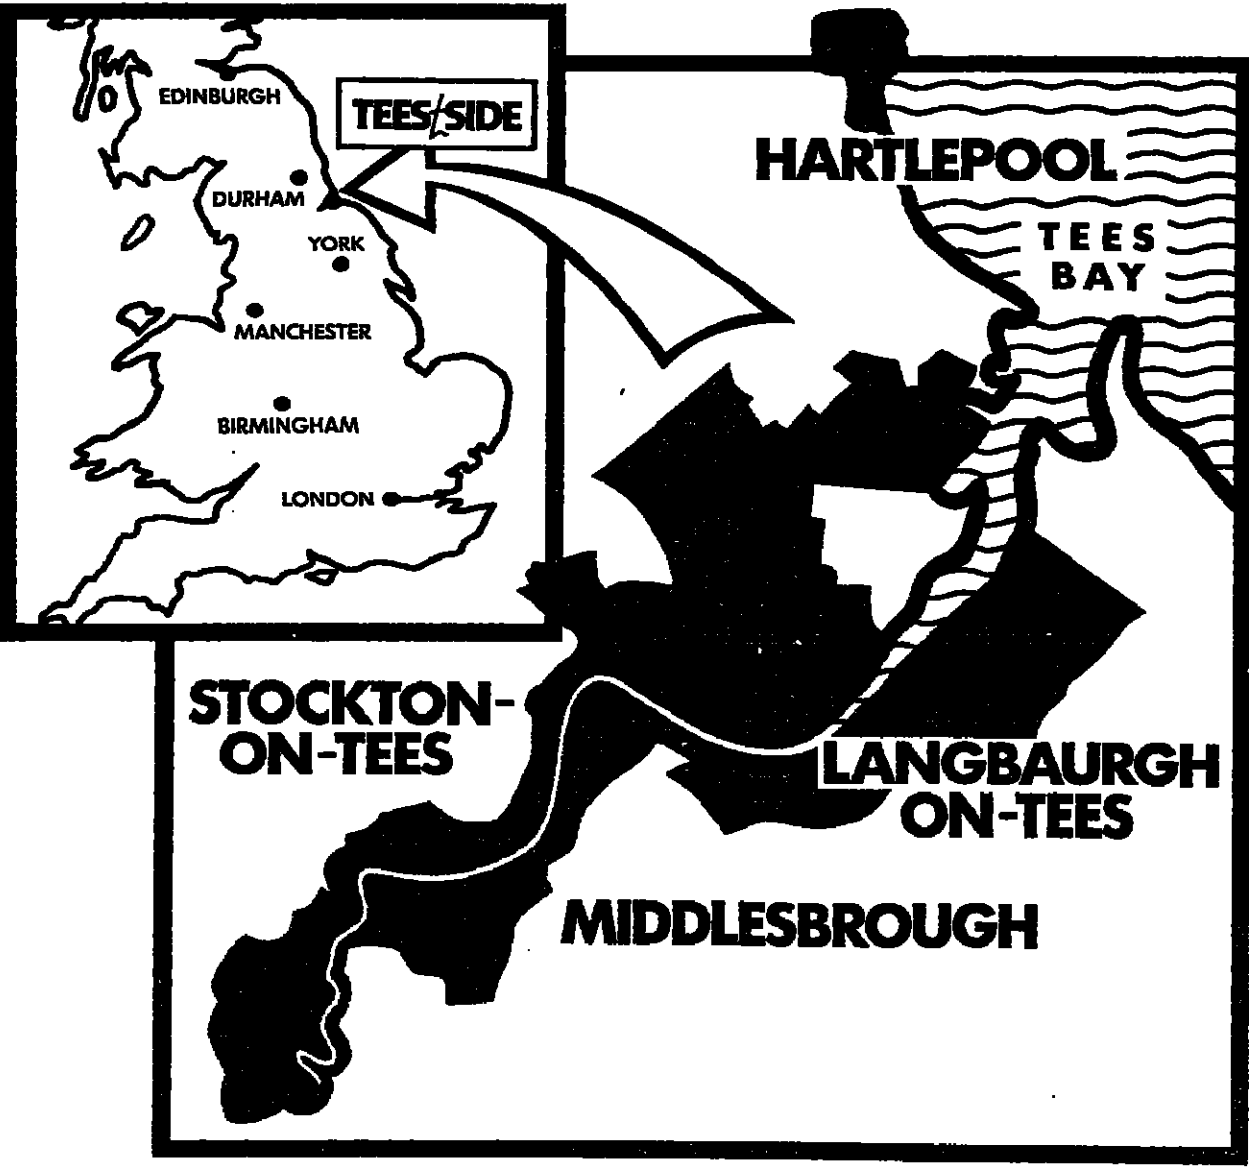 EDINBURGH
TEES/SIDE
DURHAM
YORK
MANCHESTER
BIRMINGHAM
LONDON
HARTLEPOOL
TEES
BAY
STOCKTON-
ON-TEES
LANGBAURGH
ON-TEES
MIDDLESBROUGH